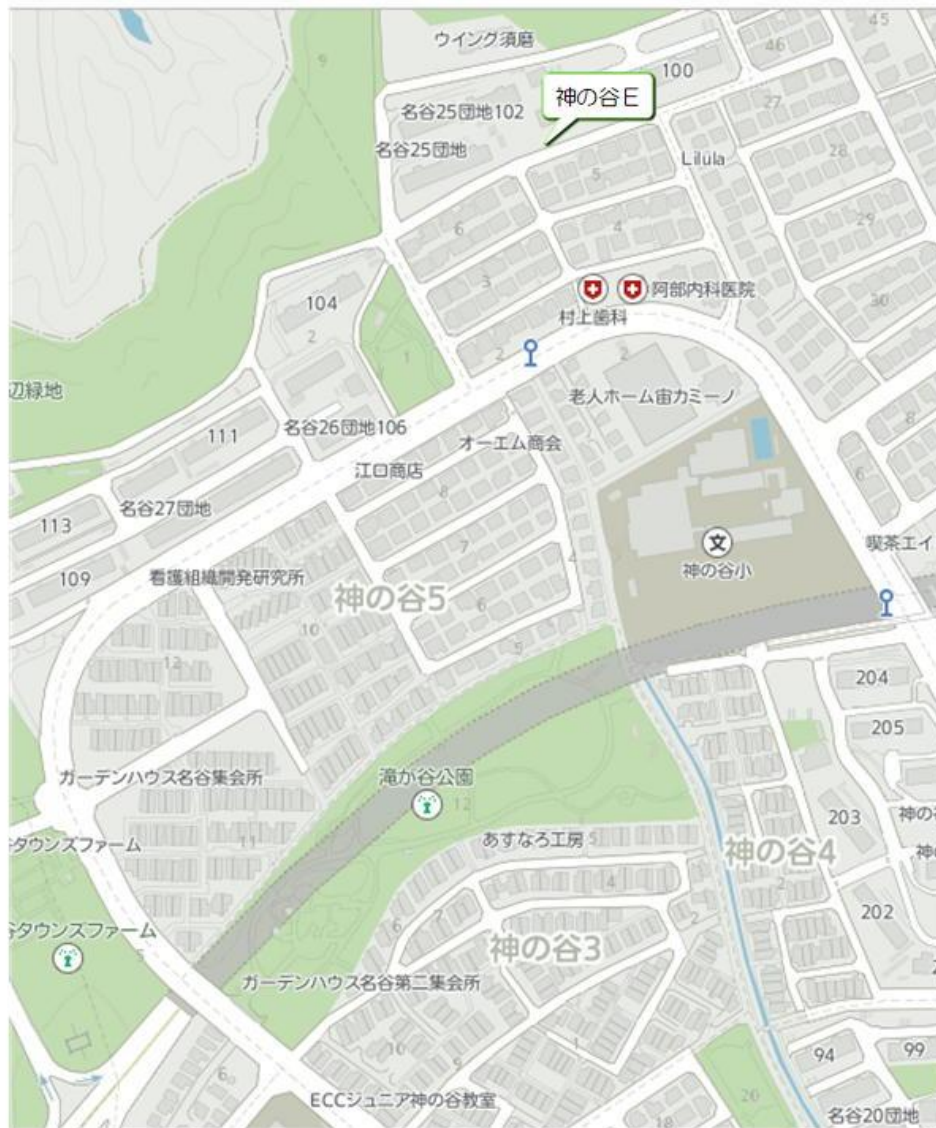 45
ウイング須磨
46
9
100
神の谷E
27
名谷25団地102
28
名谷25団地
Lilula
5
29
6
4
3
30
阿部内科医院
104
村上歯科
2
1
2
2
辺緑地
老人ホーム宙カミーノ
名谷26団地106
8
111
オーエム商会
江口商店
6
8
名谷27団地
113
7
文
喫茶エイ
4
神の谷小
109
看護組織開発研究所
神の谷5
6
10
5
12
204
205
ガーデンハウス名谷集会所
滝が谷公園
12
神の
203
11
あすなろ工房
5
タウンズファーム
神の谷4
神の
4
2
202
6
7
2
タウンズファーム
神の谷3
ガーデンハウス名谷第二集会所
10
9
1
94
99
6
20
ECCジュニア神の谷教室
18
名谷20団地